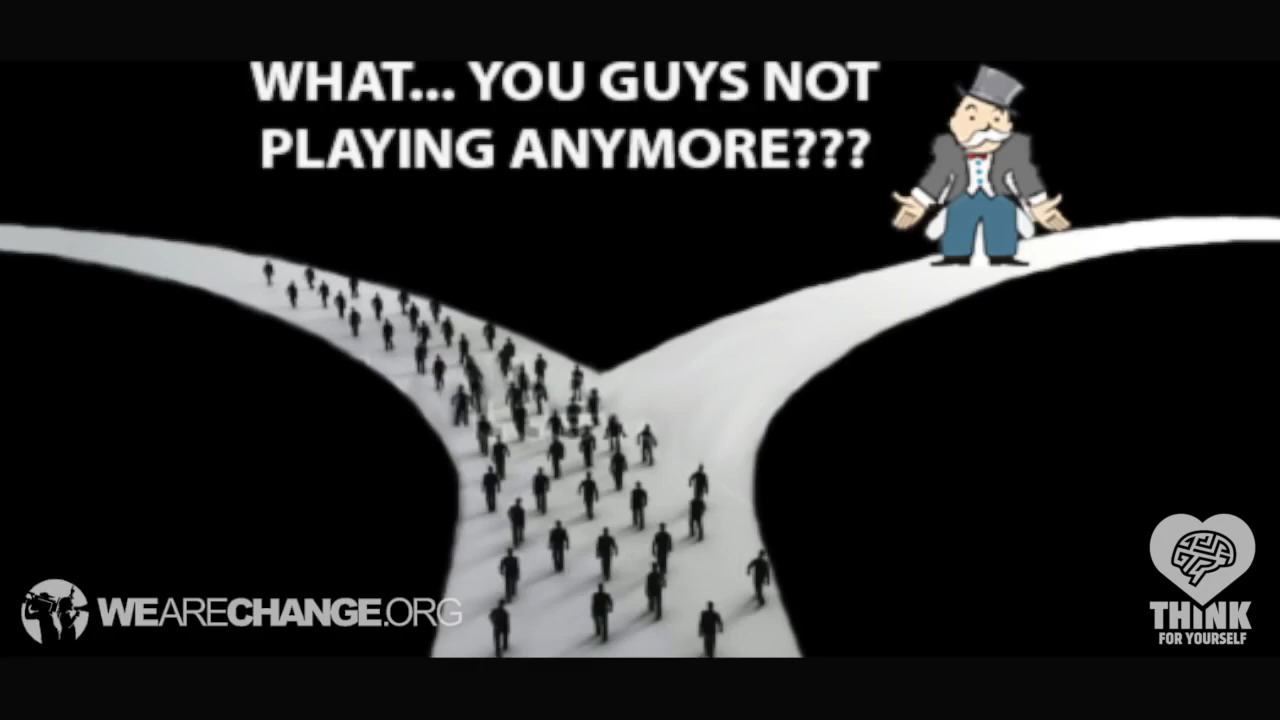 WHAT... YOU GUYS NOT
PLAYING ANYMORE???
WEARECHANGE.ORG
THINK
FOR YOURSELF